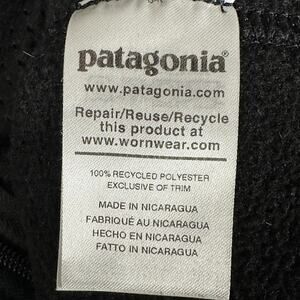 patagonia®
www.patagonia.com
Repair/Reuse/Recycle
this product at
www.wornwear.com
100% RECYCLED POLYESTER
EXCLUSIVE OF TRIM
MADE IN NICARAGUA
FABRIQUÉ AU NICARAGUA
HECHO EN NICARAGUA
FATTO IN NICARAGUA